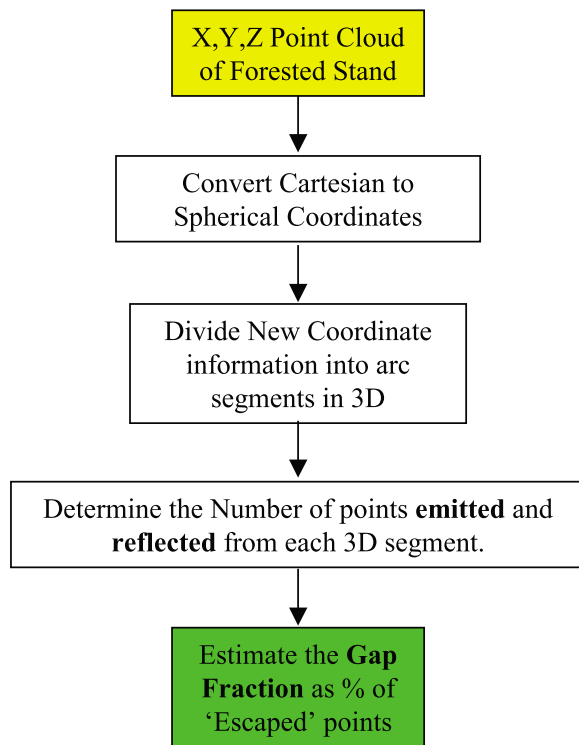 X,Y,Z Point Cloud
of Forested Stand
Convert Cartesian to
Spherical Coordinates
Divide New Coordinate
information into arc
segments in 3D
Determine the Number of points emitted and
reflected from each 3D segment.
Estimate the Gap
Fraction as % of
‘Escaped’ points